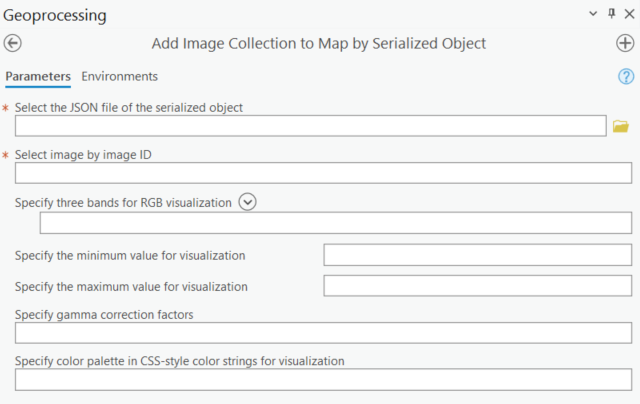 Geoprocessing
Add Image Collection to Map by Serialized Object
Parameters Environments
* Select the JSON file of the serialized object
* Select image by image ID
Specify three bands for RGB visualization
Specify the minimum value for visualization
Specify the maximum value for visualization
Specify gamma correction factors
Specify color palette in CSS-style color strings for visualization